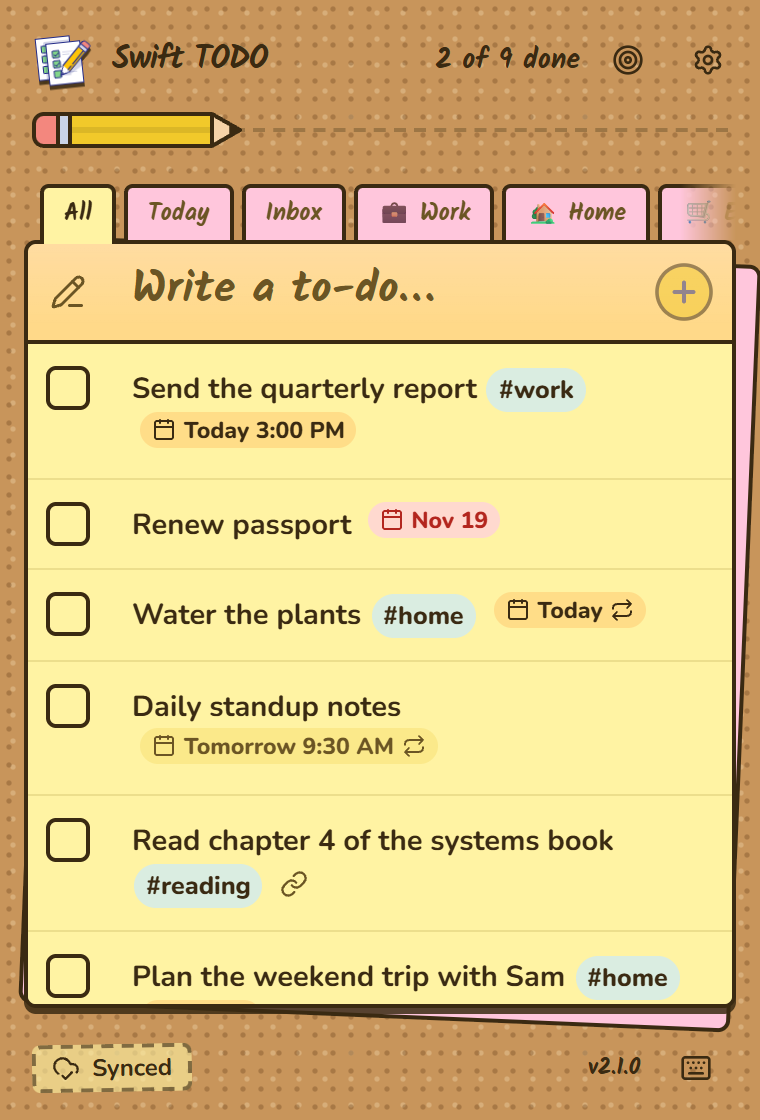 Swift TODO
2 of 9 done
All
Today
Inbox
Work
Home
Write a to-do...
Send the quarterly report #work
Today 3:00 PM
Renew passport Nov 19
Water the plants #home Today
Daily standup notes
Tomorrow 9:30 AM
Read chapter 4 of the systems book
#reading
Plan the weekend trip with Sam #home
Synced
v2.1.0